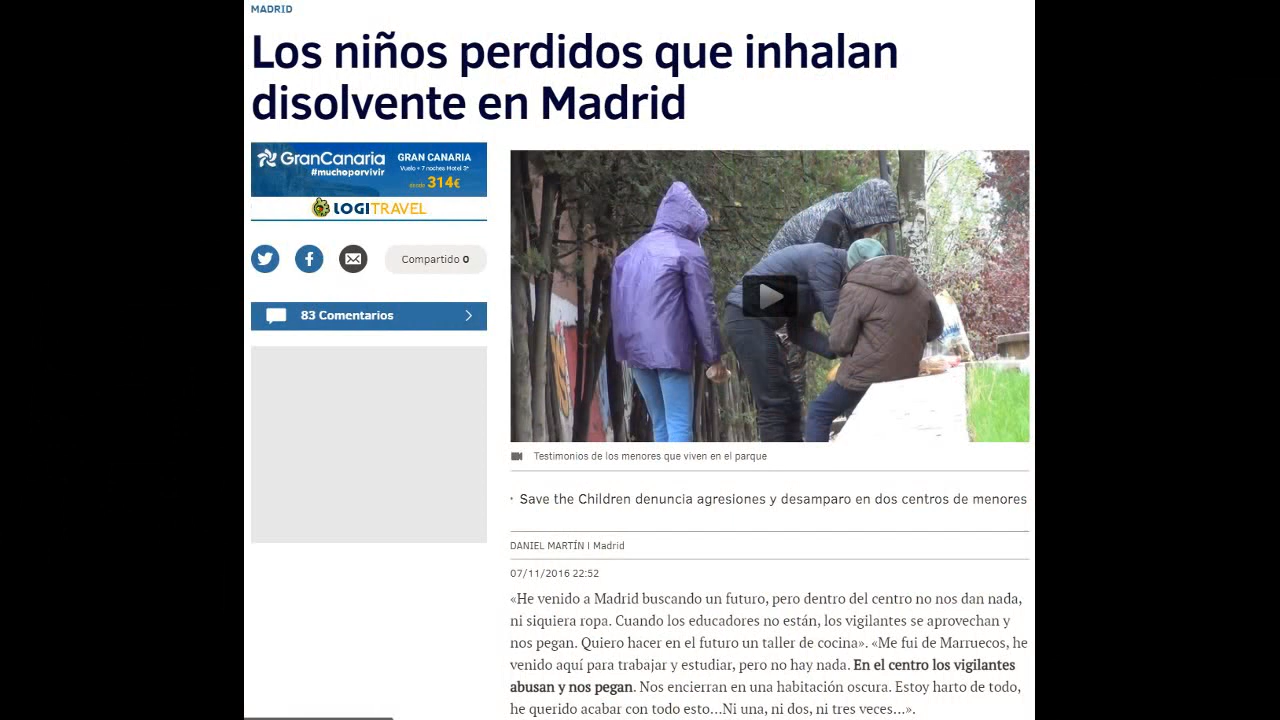 MADRID
Los niños perdidos que inhalan
disolvente en Madrid
GranCanaria
#muchoporvivir
GRAN CANARIA
Vuelo + 7 noches Hotel 3*
desde 314€
LOGITRAVEL
Compartido 0
83 Comentarios
Testimonios de los menores que viven en el parque
· Save the Children denuncia agresiones y desamparo en dos centros de menores
DANIEL MARTÍN | Madrid
07/11/2016 22:52
«He venido a Madrid buscando un futuro, pero dentro del centro no nos dan nada,
ni siquiera ropa. Cuando los educadores no están, los vigilantes se aprovechan y
nos pegan. Quiero hacer en el futuro un taller de cocina». «Me fui de Marruecos, he
venido aquí para trabajar y estudiar, pero no hay nada. En el centro los vigilantes
abusan y nos pegan. Nos encierran en una habitación oscura. Estoy harto de todo,
he querido acabar con todo esto...Ni una, ni dos, ni tres veces...».